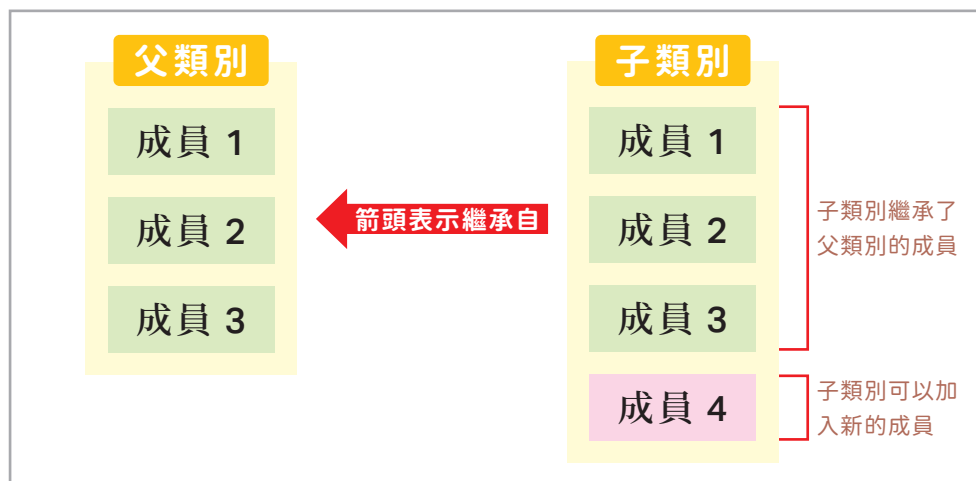 父類別
成員 1
成員 2
成員 3
箭頭表示繼承自
子類別
成員 1
成員 2
成員 3
成員 4
子類別繼承了
父類別的成員
子類別可以加
入新的成員